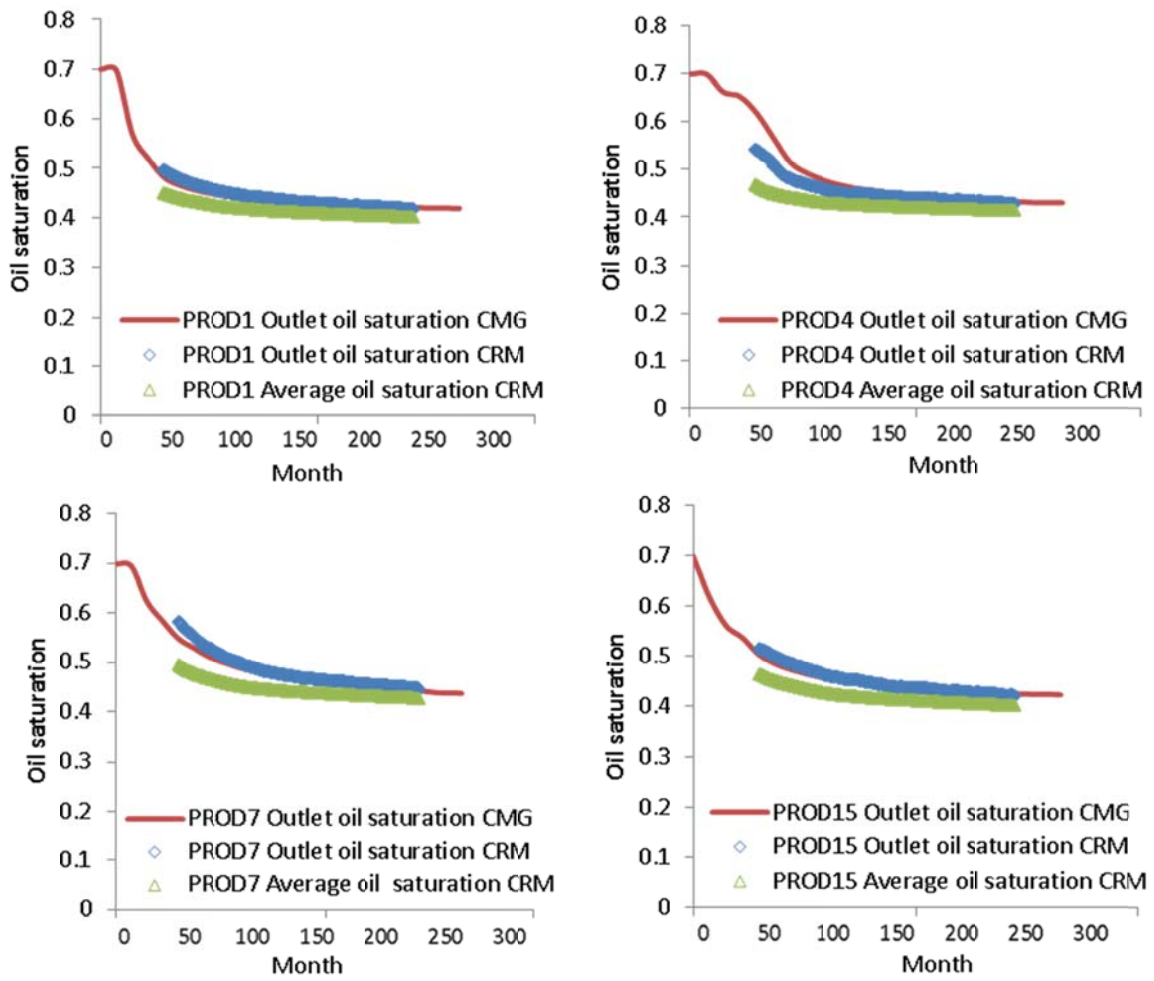 0.8
0.7
0.6
0.5
0.4
0.3
0.2
0.1
0
Oil saturation
PROD1 Outlet oil saturation CMG
PROD1 Outlet oil saturation CRM
PROD1 Average oil saturation CRM
0 50 100 150 200 250 300
Month
0.8
0.7
0.6
0.5
0.4
0.3
0.2
0.1
0
Oil saturation
PROD4 Outlet oil saturation CMG
PROD4 Outlet oil saturation CRM
PROD4 Average oil saturation CRM
0 50 100 150 200 250 300
Month
0.8
0.7
0.6
0.5
0.4
0.3
0.2
0.1
0
Oil saturation
PROD7 Outlet oil saturation CMG
PROD7 Outlet oil saturation CRM
PROD7 Average oil saturation CRM
0 50 100 150 200 250 300
Month
0.8
0.7
0.6
0.5
0.4
0.3
0.2
0.1
0
Oil saturation
PROD15 Outlet oil saturation CMG
PROD15 Outlet oil saturation CRM
PROD15 Average oil saturation CRM
0 50 100 150 200 250 300
Month